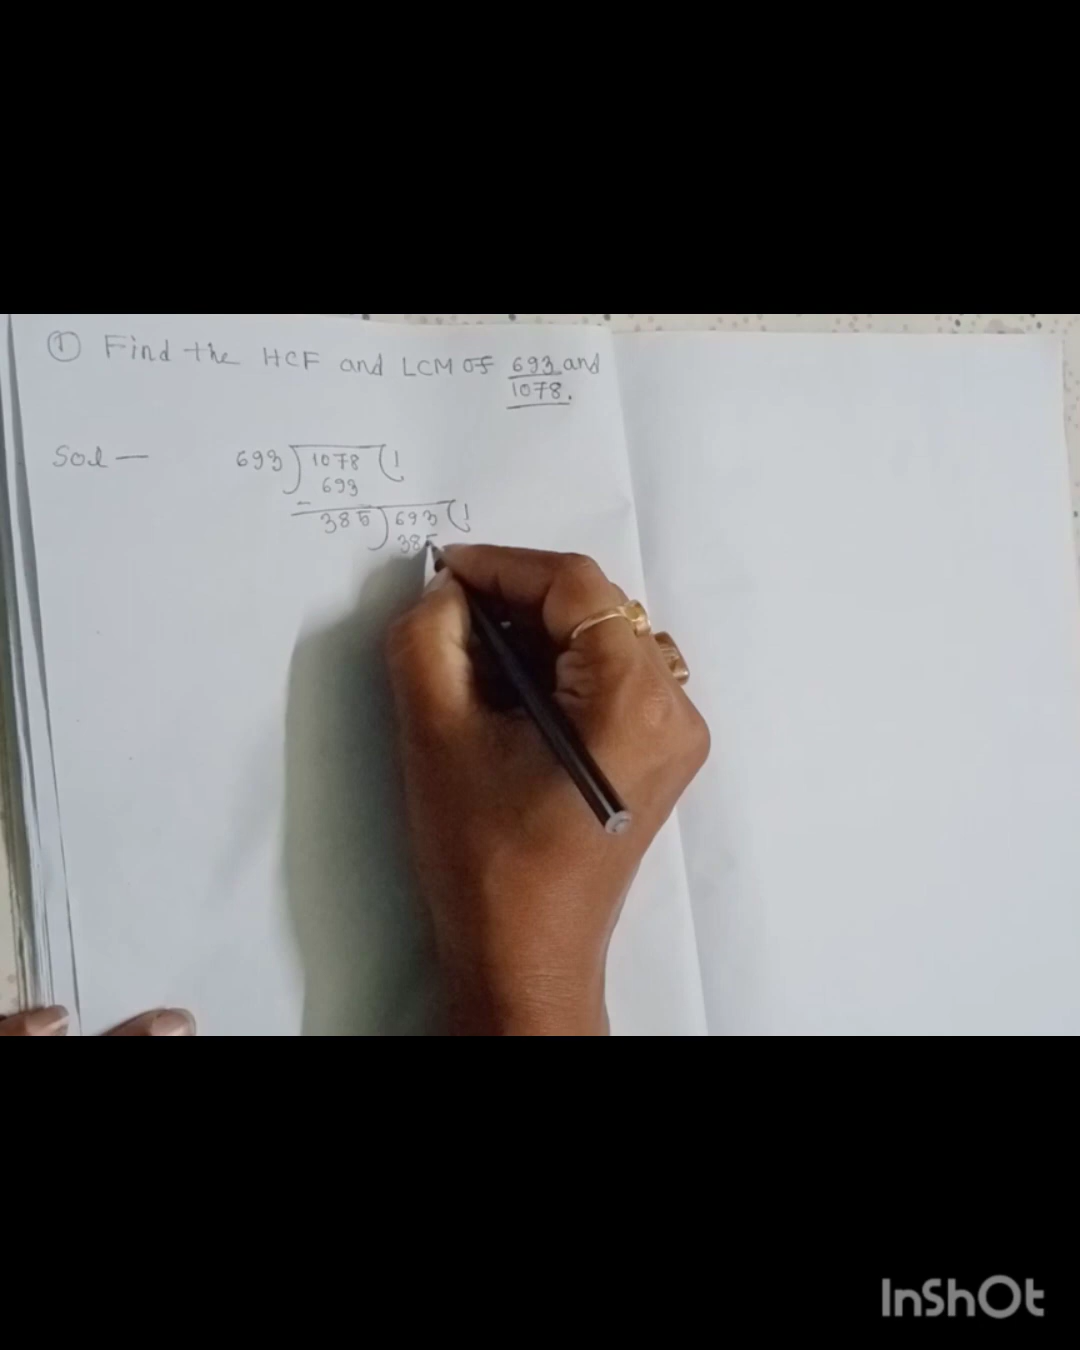 ① Find the HCF and LCM of 693 and
1078.
Sol — 693 ) 1078 ( 1
693
–
385 ) 693 ( 1
385
InShOt